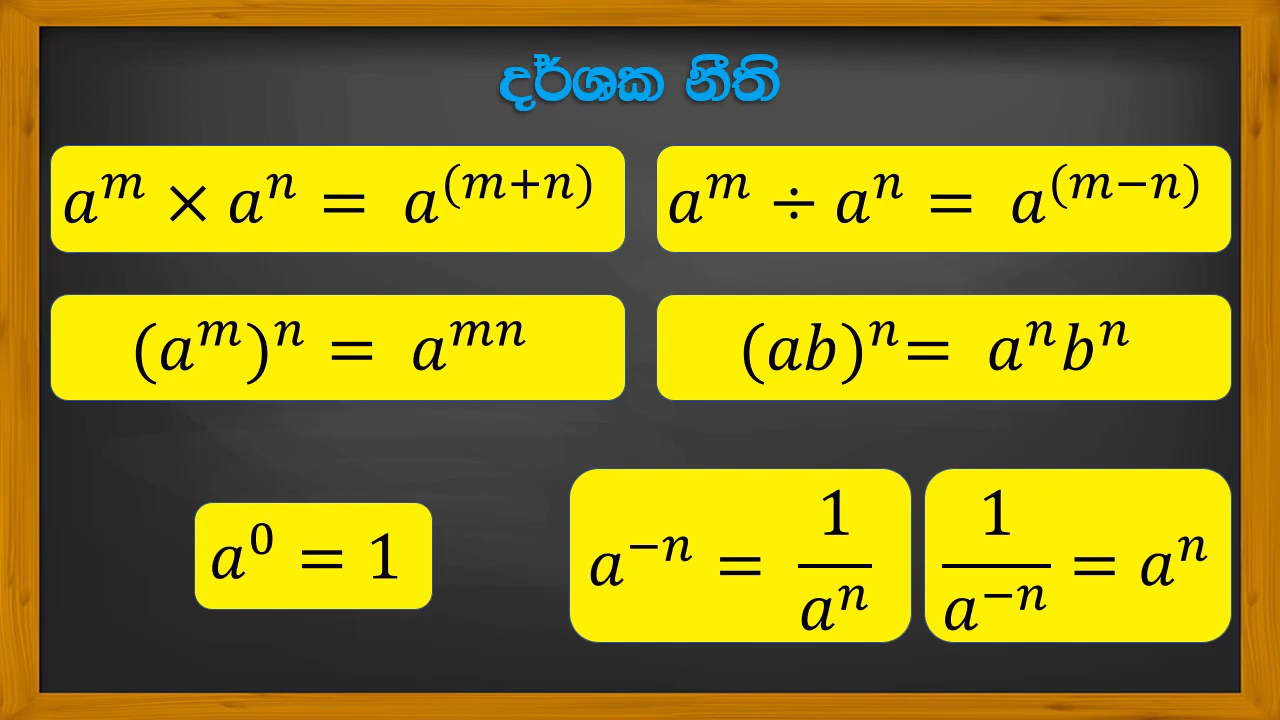 දර්ශක නීති
a^m × a^n = a^(m+n)
a^m ÷ a^n = a^(m−n)
(a^m)^n = a^mn
(ab)^n = a^n b^n
a^0 = 1
a^−n = 1/a^n
1/a^−n = a^n